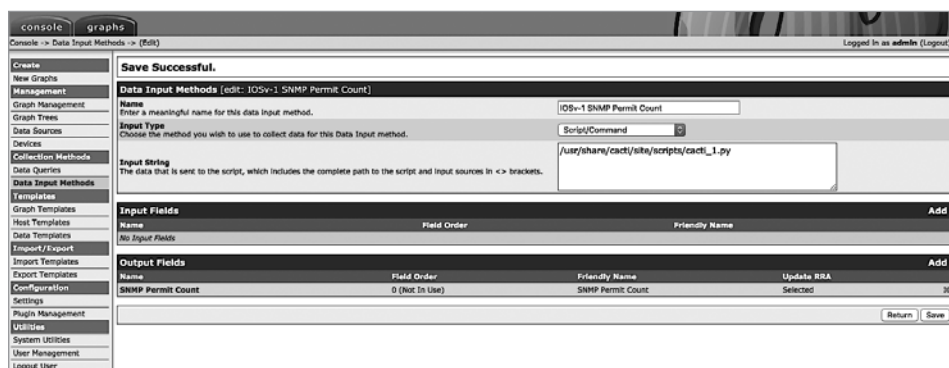 console graphs
Console -> Data Input Methods -> (Edit) Logged in as admin (Logout)
Create
New Graphs
Management
Graph Management
Graph Trees
Data Sources
Devices
Collection Methods
Data Queries
Data Input Methods
Templates
Graph Templates
Host Templates
Data Templates
Import/Export
Import Templates
Export Templates
Configuration
Settings
Plugin Management
Utilities
System Utilities
User Management
Logout User
Save Successful.
Data Input Methods [edit: IOSv-1 SNMP Permit Count]
Name
Enter a meaningful name for this data input method.
IOSv-1 SNMP Permit Count
Input Type
Choose the method you wish to use to collect data for this Data Input method.
Script/Command
Input String
The data that is sent to the script, which includes the complete path to the script and input sources in <> brackets.
/usr/share/cacti/site/scripts/cacti_1.py
Input Fields Add
Name Field Order Friendly Name
No Input Fields
Output Fields Add
Name Field Order Friendly Name Update RRA
SNMP Permit Count 0 (Not In Use) SNMP Permit Count Selected
Return Save